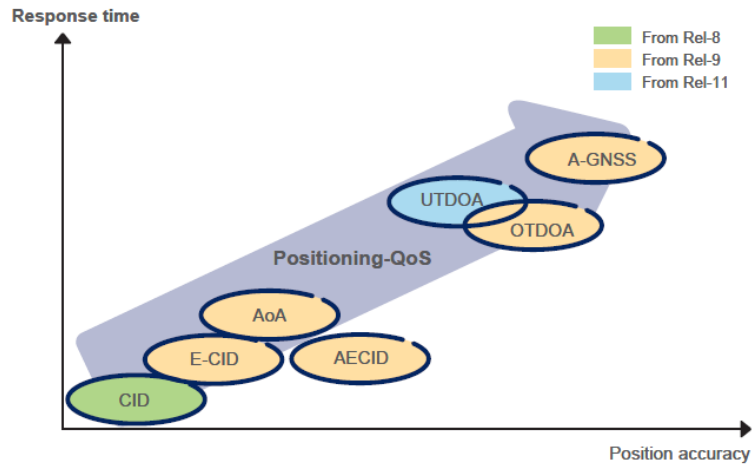 Response time
From Rel-8
From Rel-9
From Rel-11
A-GNSS
UTDOA
OTDOA
Positioning-QoS
AoA
E-CID
AECID
CID
Position accuracy